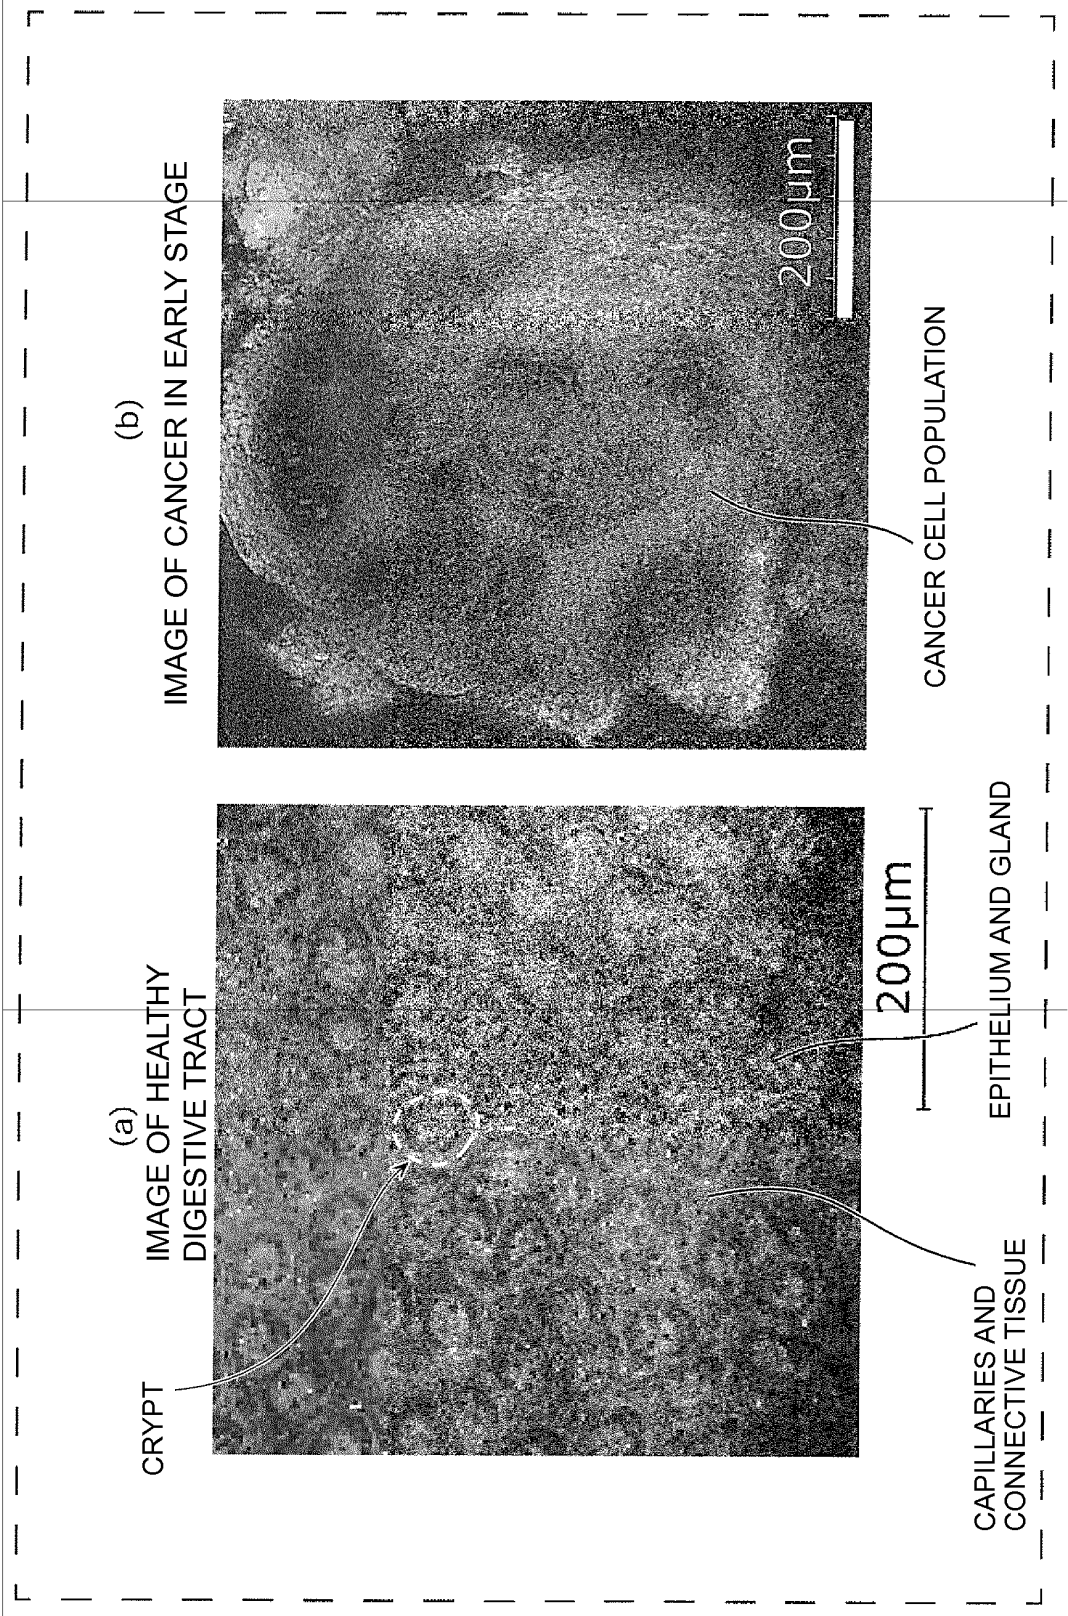 (a)
IMAGE OF HEALTHY
DIGESTIVE TRACT
CRYPT
200μm
EPITHELIUM AND GLAND
CAPILLARIES AND
CONNECTIVE TISSUE
(b)
IMAGE OF CANCER IN EARLY STAGE
200μm
CANCER CELL POPULATION